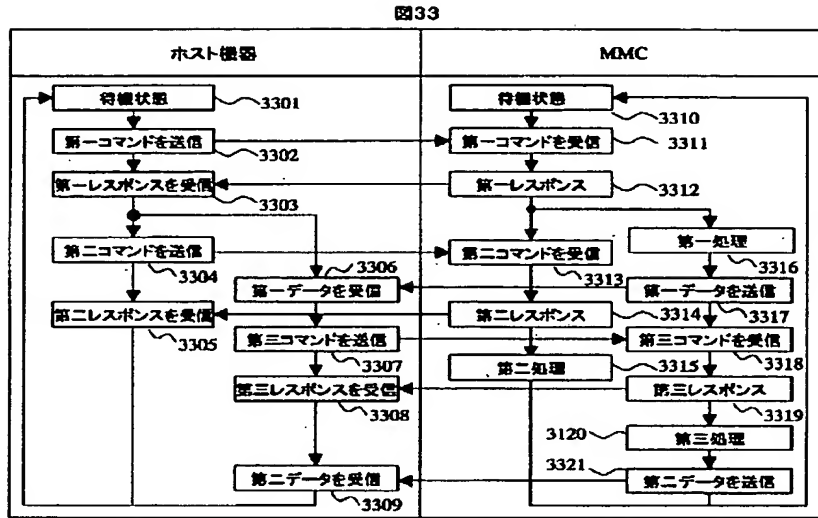 図33
ホスト機器
MMC
待機状態
3301
待機状態
3310
第一コマンドを送信
3302
第一コマンドを受信
3311
第一レスポンスを受信
3303
第一レスポンス
3312
第二コマンドを送信
3304
第二コマンドを受信
3313
第一処理
3316
3306
第一データを受信
第一データを送信
3317
第二レスポンスを受信
3305
第二レスポンス
3314
第三コマンドを送信
3307
第三コマンドを受信
3318
第二処理
3315
第三レスポンスを受信
3308
第三レスポンス
3319
3120
第三処理
3321
第二データを受信
3309
第二データを送信